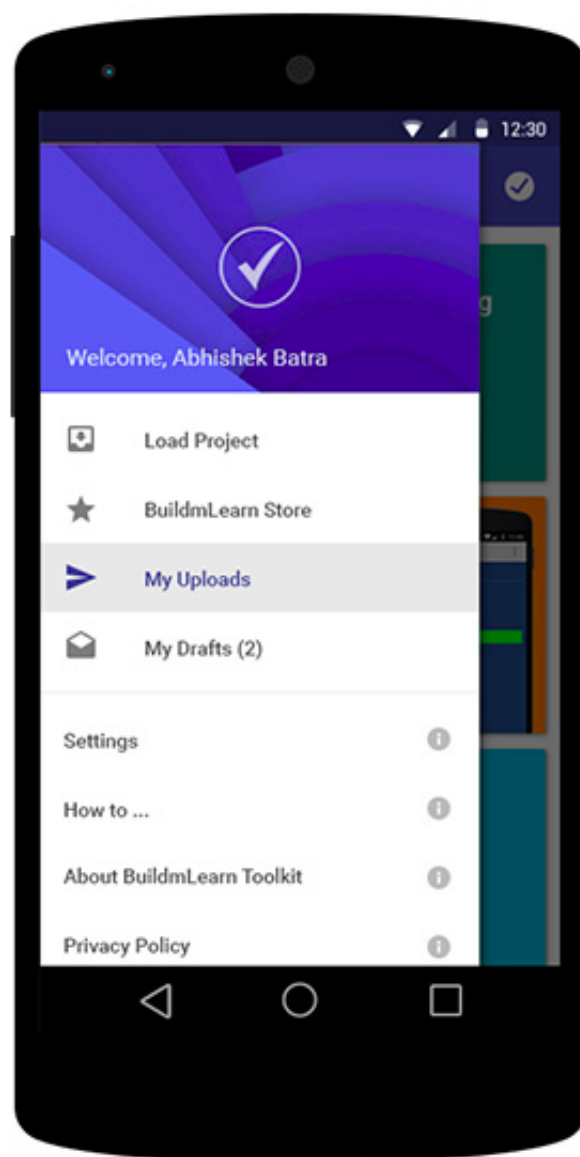 12:30
g
Welcome, Abhishek Batra
Load Project
BuildmLearn Store
My Uploads
My Drafts (2)
Settings
How to ...
About BuildmLearn Toolkit
Privacy Policy